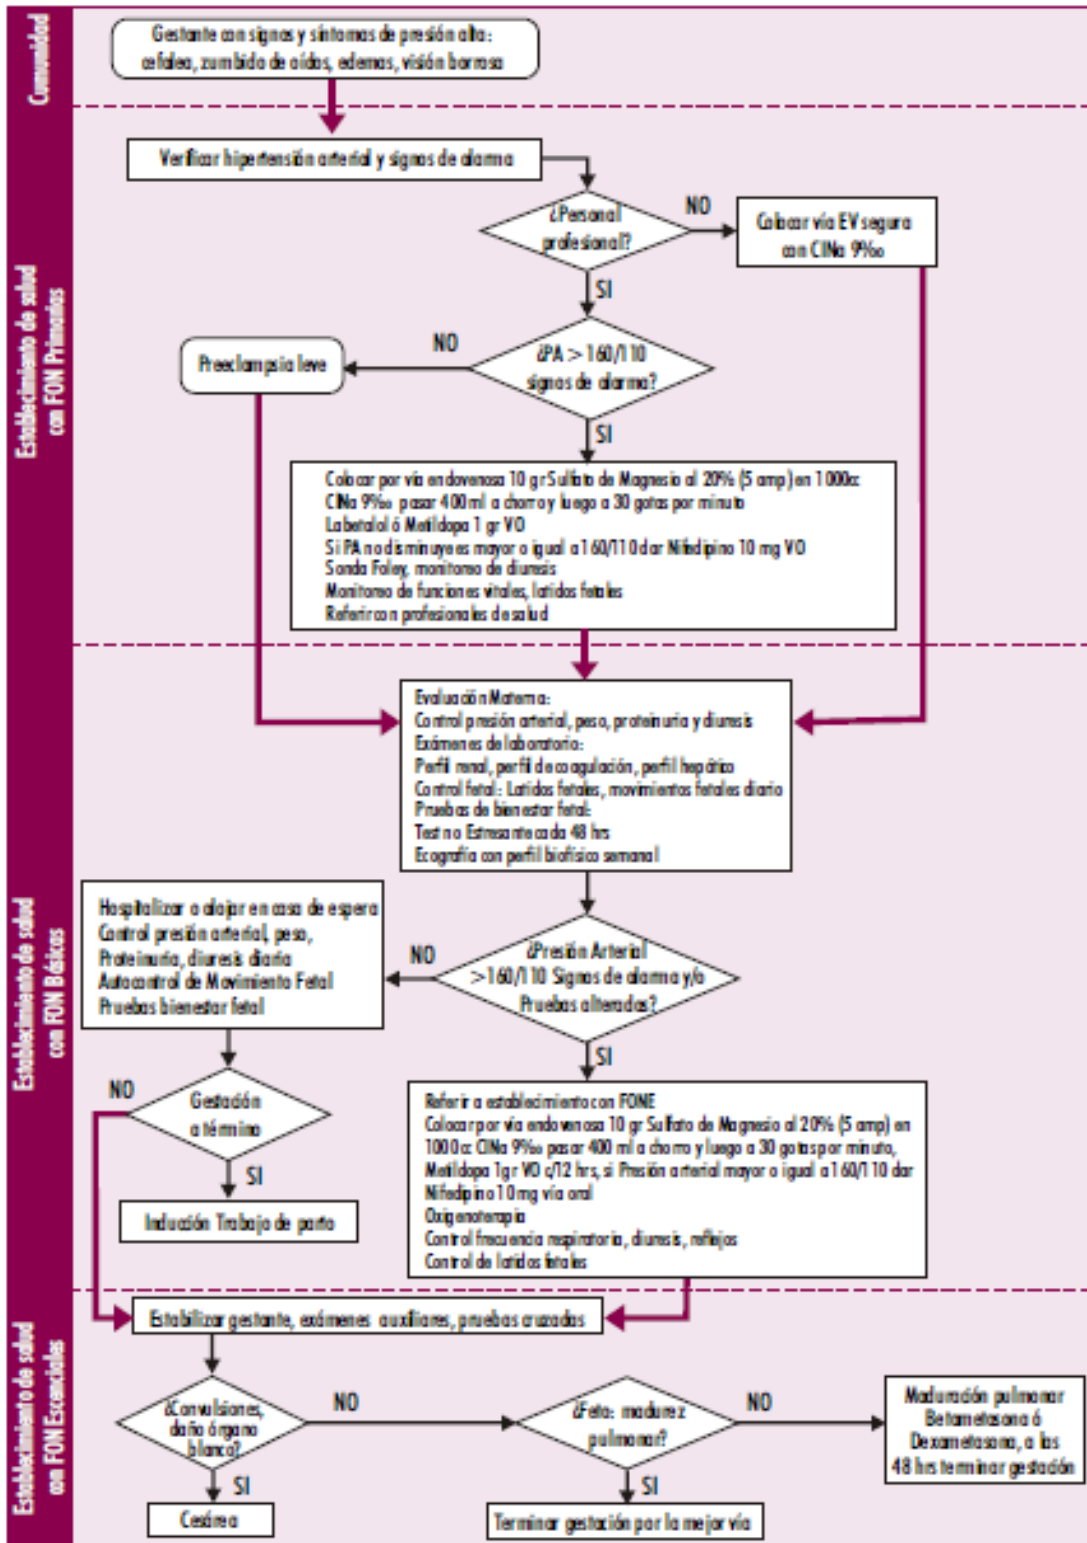 Comunidad
Gestante con signos y síntomas de presión alta:
cefalea, zumbido de oídos, edemas, visión borrosa
Establecimiento de salud
con FON Primarias
Verificar hipertensión arterial y signos de alarma
¿Personal
profesional?
NO
Colocar vía EV segura
con ClNa 9‰
SI
¿PA > 160/110
signos de alarma?
NO
Preeclampsia leve
SI
Colocar por vía endovenosa 10 gr Sulfato de Magnesio al 20% (5 amp) en 1000cc
ClNa 9‰ pasar 400 ml a chorro y luego a 30 gotas por minuto
Labetalol ó Metildopa 1 gr VO
Si PA no disminuye es mayor o igual a 160/110 dar Nifedipino 10 mg VO
Sonda Foley, monitoreo de diuresis
Monitoreo de funciones vitales, latidos fetales
Referir con profesionales de salud
Establecimiento de salud
con FON Básicas
Evaluación Materna:
Control presión arterial, peso, proteinuria y diuresis
Exámenes de laboratorio:
Perfil renal, perfil de coagulación, perfil hepático
Control fetal: Latidos fetales, movimientos fetales diario
Pruebas de bienestar fetal:
Test no Estresante cada 48 hrs
Ecografía con perfil biofísico semanal
¿Presión Arterial
>160/110 Signos de alarma y/o
Pruebas alterados?
NO
Hospitalizar o alojar en casa de espera
Control presión arterial, peso,
Proteinuria, diuresis diaria
Autocontrol de Movimiento Fetal
Pruebas bienestar fetal
SI
Gestación
a término
NO
SI
Inducción Trabajo de parto
Referir a establecimiento con FONE
Colocar por vía endovenosa 10 gr Sulfato de Magnesio al 20% (5 amp) en
1000cc ClNa 9‰ pasar 400 ml a chorro y luego a 30 gotas por minuto,
Metildopa 1gr VO c/12 hrs, si Presión arterial mayor o igual a 160/110 dar
Nifedipino 10 mg vía oral
Oxigenoterapia
Control frecuencia respiratoria, diuresis, reflejos
Control de latidos fetales
Establecimiento de salud
con FON Escenciales
Estabilizar gestante, exámenes auxiliares, pruebas cruzadas
¿Convulsiones,
daño órgano
blanco?
NO
SI
Cesárea
¿Feto: madurez
pulmonar?
NO
SI
Terminar gestación por la mejor vía
Maduración pulmonar
Betametasona ó
Dexametasona, a las
48 hrs terminar gestación